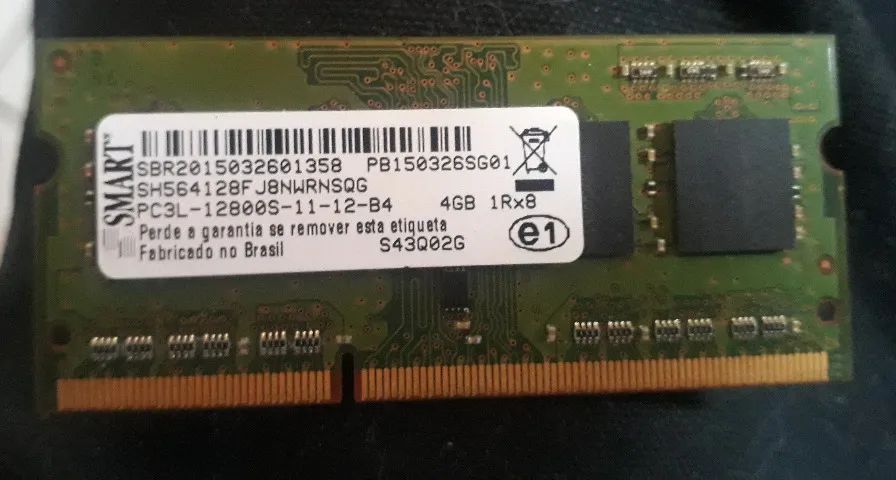 SMART
SBR2015032601358 PB150326SG01
SH564128FJ8NWRNSQG
PC3L-12800S-11-12-B4 4GB 1Rx8
Perde a garantia se remover esta etiqueta
Fabricado no Brasil S43Q02G
e1